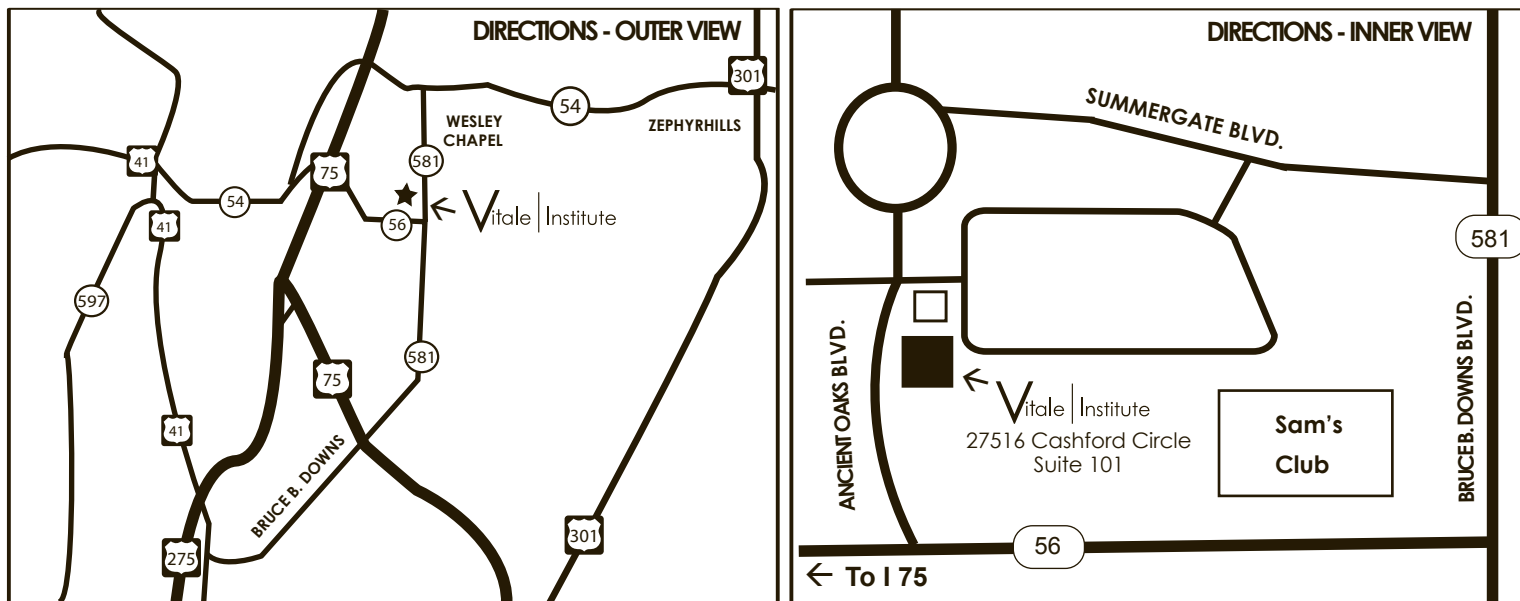 DIRECTIONS - OUTER VIEW
301
54
WESLEY
CHAPEL
ZEPHYRHILLS
41
581
75
54
56
Vitale | Institute
41
597
581
75
41
BRUCE B. DOWNS
301
275
DIRECTIONS - INNER VIEW
SUMMERGATE BLVD.
581
ANCIENT OAKS BLVD.
BRUCE B. DOWNS BLVD.
Vitale | Institute
27516 Cashford Circle
Suite 101
Sam's
Club
56
← To I 75